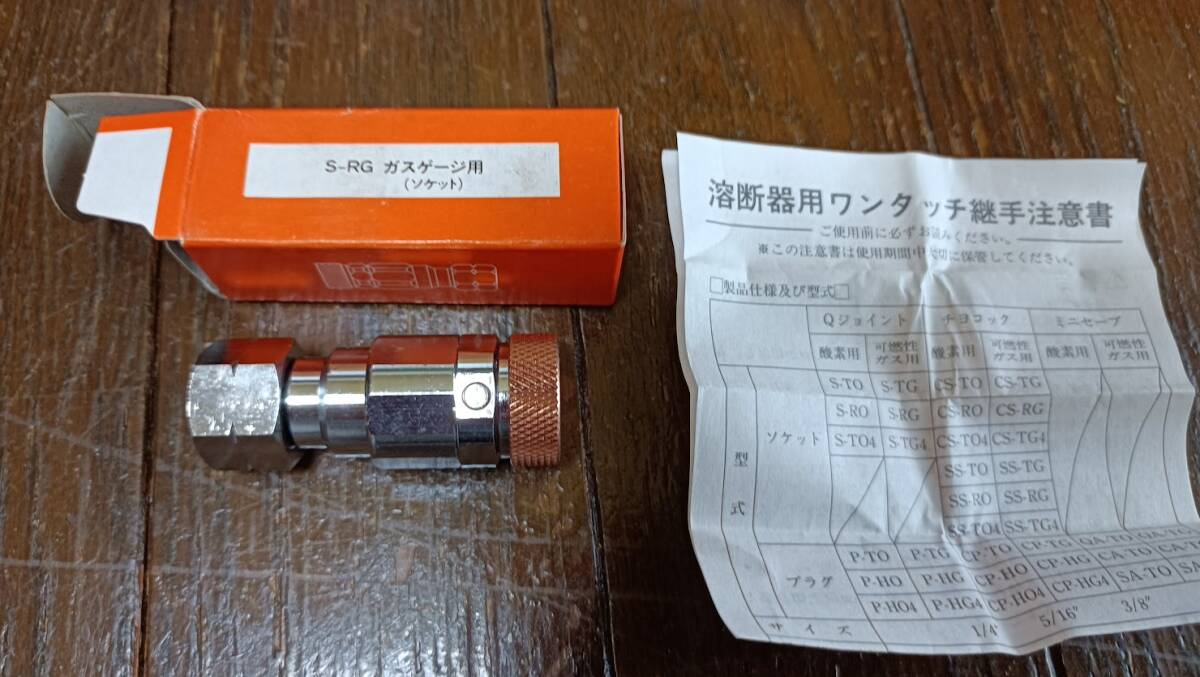 S-RG ガスゲージ用
(ソケット)
溶断器用ワンタッチ継手注意書
ご使用前に必ずお読みください。
※この注意書は使用期間中大切に保管してください。
□製品仕様及び型式□
Qジョイント チヨコック ミニセーブ
酸素用 可燃性ガス用 酸素用 可燃性ガス用 酸素用 可燃性ガス用
型式
ソケット
S-TO S-TG CS-TO CS-TG
S-RO S-RG CS-RO CS-RG
S-TO4 S-TG4 CS-TO4 CS-TG4
SS-TO SS-TG
SS-RO SS-RG
SS-TO4 SS-TG4
プラグ
P-TO P-TG CP-TO CP-TG QA-TO
P-HO P-HG CP-HO CP-HG CA-TO
P-HO4 P-HG4 CP-HO4 CP-HG4 SA-TO
サイズ 1/4" 5/16" 3/8"